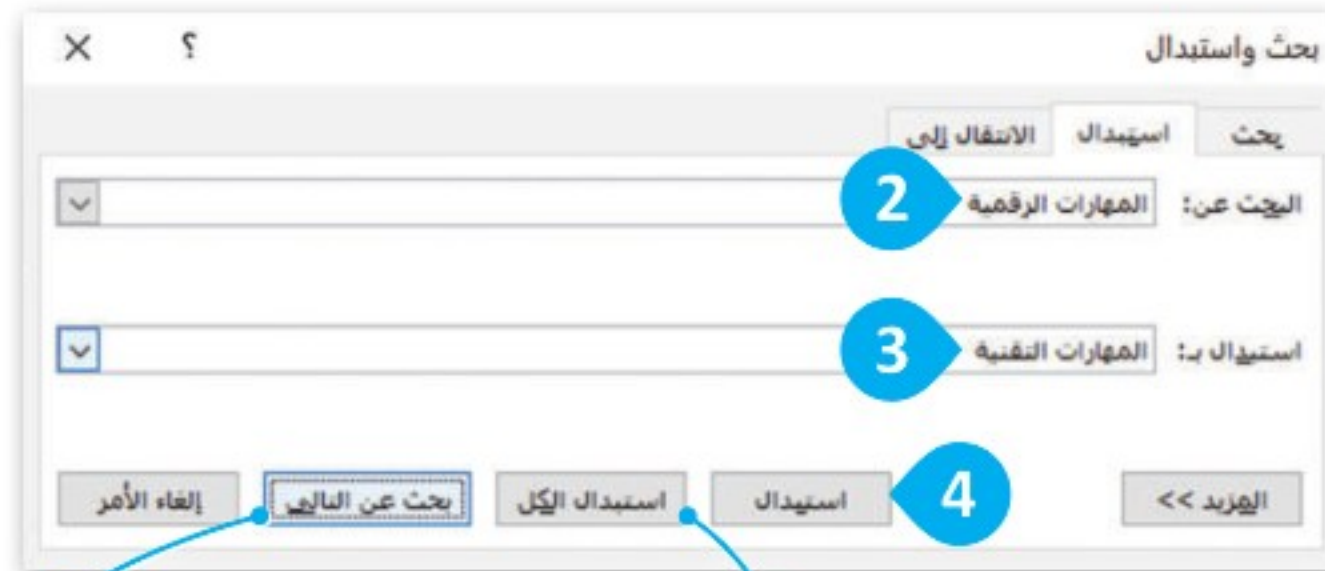 بحث واستبدال ؟ ×
بحث استبدال الانتقال إلى
البحث عن: المهارات الرقمية 2
استبدال بـ: المهارات التقنية 3
المزيد >> 4 استبدال استبدال الكل بحث عن التالي إلغاء الأمر